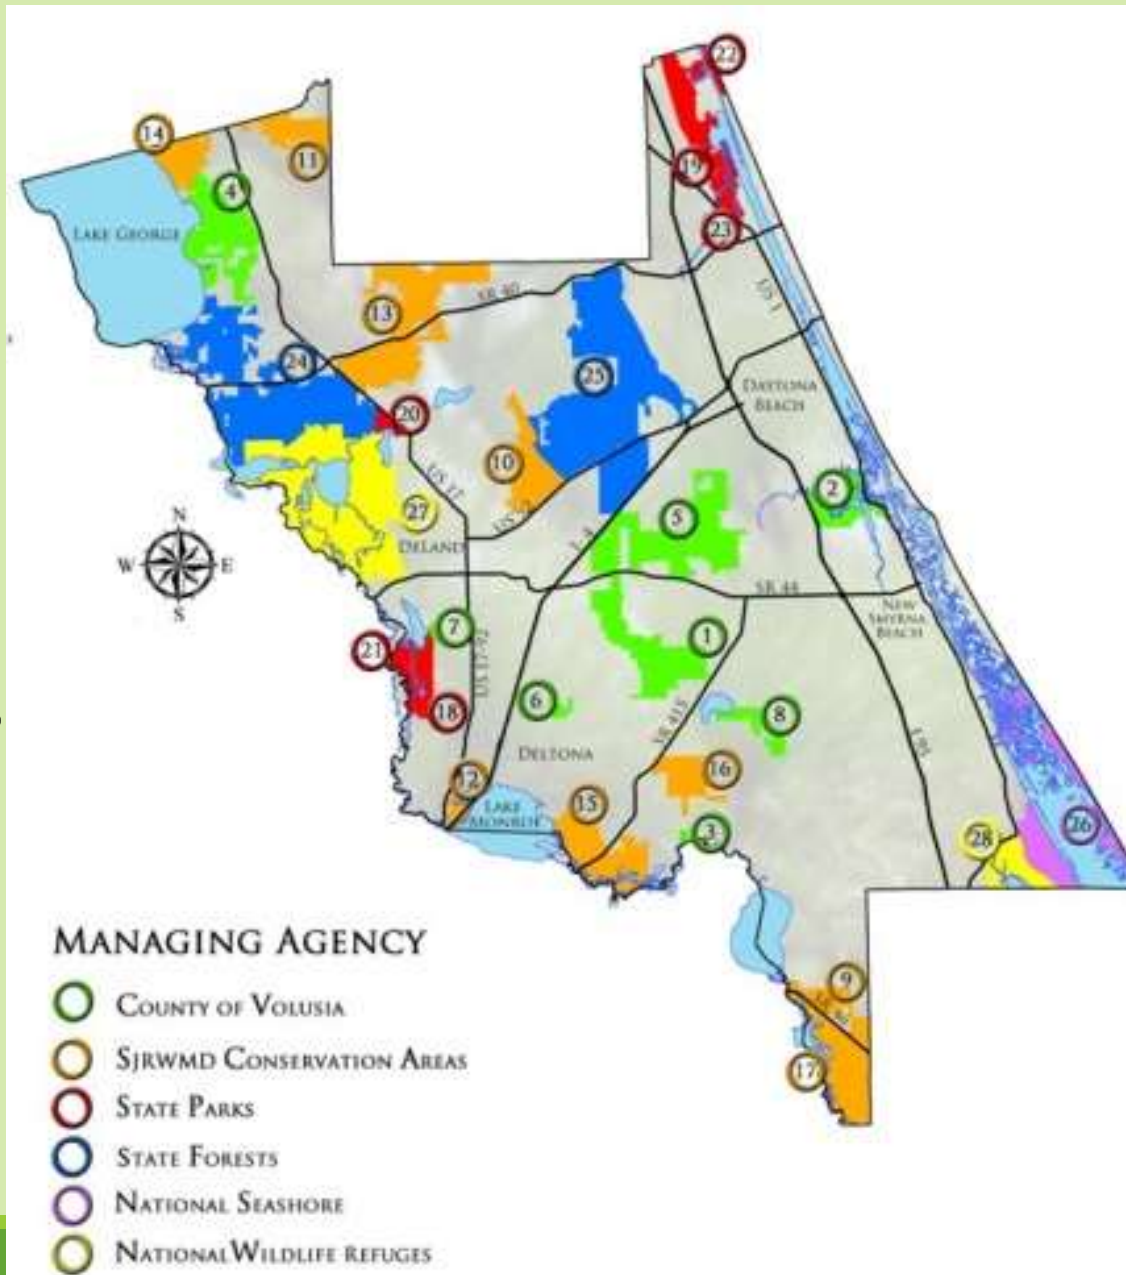 22
14
11
19
4
LAKE GEORGE
23
13
SR 40
US 1
24
25
DAYTONA
BEACH
20
10
US 17
2
27
5
DELAND
I-4
N
W E
S
SR 44
NEW
SMYRNA
BEACH
7
1
21
US 17-92
6
18
8
SR 415
I-95
DELTONA
16
12
15
LAKE
MONROE
3
28
26
9
17
MANAGING AGENCY
COUNTY OF VOLUSIA
SJRWMD CONSERVATION AREAS
STATE PARKS
STATE FORESTS
NATIONAL SEASHORE
NATIONAL WILDLIFE REFUGES